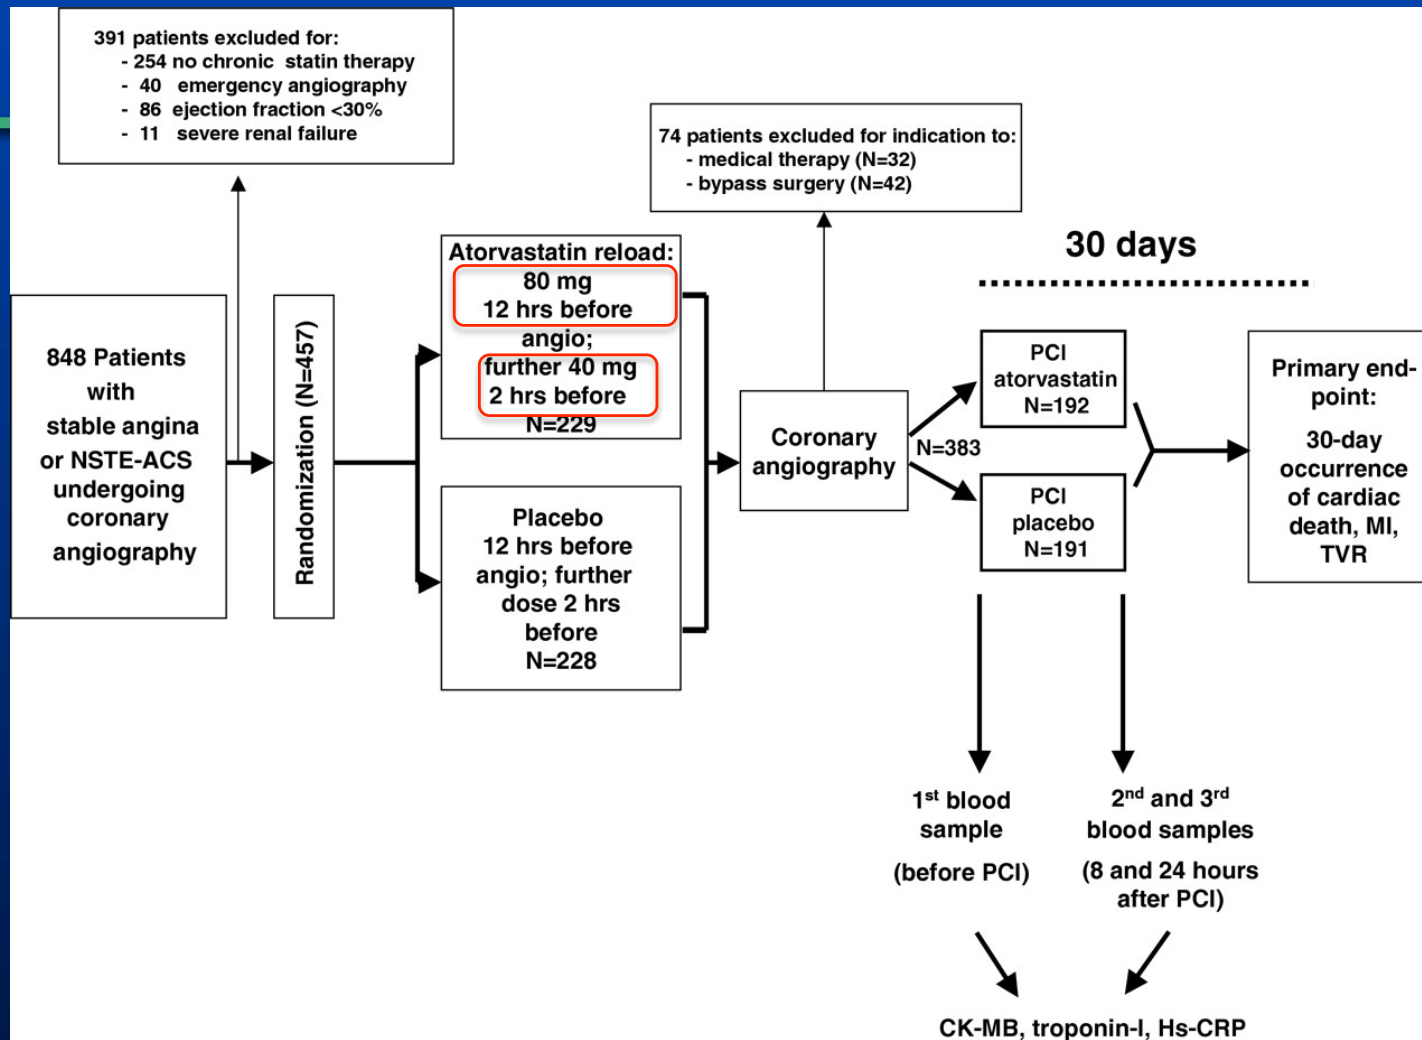 391 patients excluded for:
- 254 no chronic statin therapy
- 40 emergency angiography
- 86 ejection fraction <30%
- 11 severe renal failure
74 patients excluded for indication to:
- medical therapy (N=32)
- bypass surgery (N=42)
848 Patients
with
stable angina
or NSTE-ACS
undergoing
coronary
angiography
Randomization (N=457)
Atorvastatin reload:
80 mg
12 hrs before
angio;
further 40 mg
2 hrs before
N=229
Placebo
12 hrs before
angio; further
dose 2 hrs
before
N=228
Coronary
angiography
N=383
30 days
PCI
atorvastatin
N=192
PCI
placebo
N=191
Primary end-
point:
30-day
occurrence
of cardiac
death, MI,
TVR
1st blood
sample
(before PCI)
2nd and 3rd
blood samples
(8 and 24 hours
after PCI)
CK-MB, troponin-I, Hs-CRP